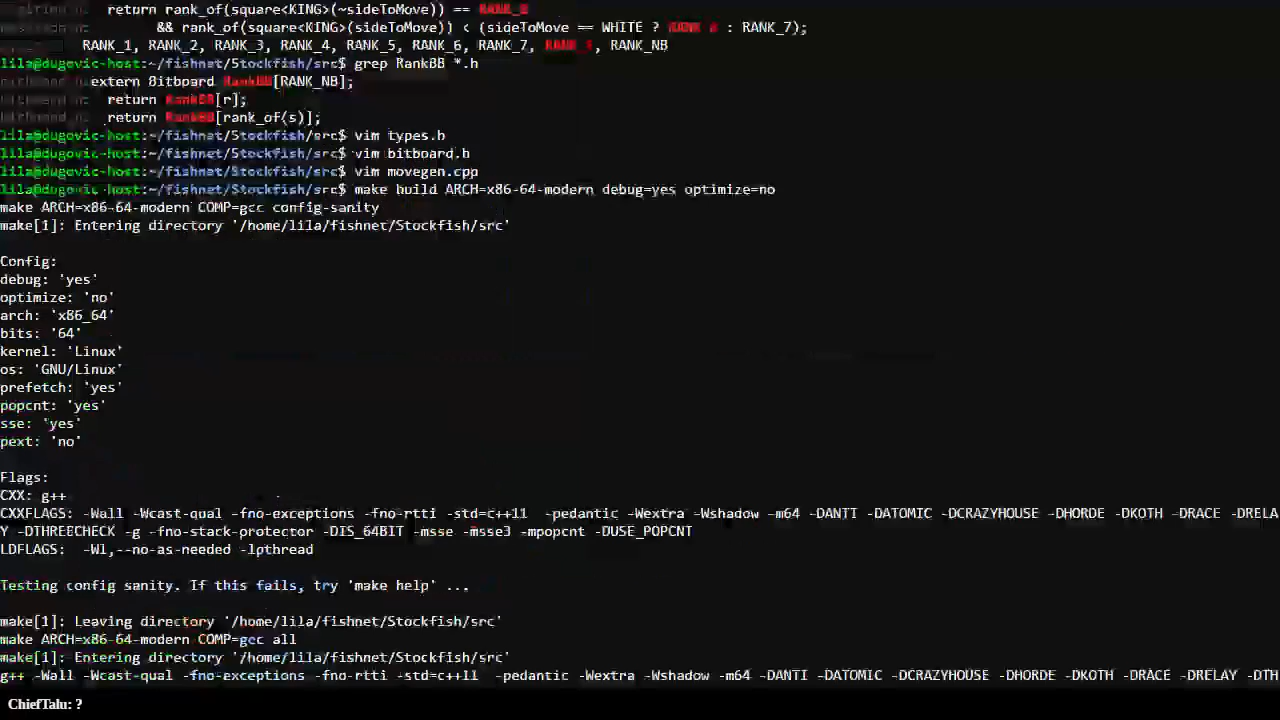 return rank_of(square<KING>(~sideToMove)) ==
&& rank_of(square<KING>(sideToMove)) < (sideToMove == WHITE ? : RANK_7);
RANK_1, RANK_2, RANK_3, RANK_4, RANK_5, RANK_6, RANK_7, RANK_NB
lila@dugovic-host:~/fishnet/Stockfish/src$ grep RankBB *.h
extern Bitboard RankBB[RANK_NB];
return RankBB[r];
return RankBB[rank_of(s)];
lila@dugovic-host:~/fishnet/Stockfish/src$ vim types.h
lila@dugovic-host:~/fishnet/Stockfish/src$ vim bitboard.h
lila@dugovic-host:~/fishnet/Stockfish/src$ vim movegen.cpp
lila@dugovic-host:~/fishnet/Stockfish/src$ make build ARCH=x86-64-modern debug=yes optimize=no
make ARCH=x86-64-modern COMP=gcc config-sanity
make[1]: Entering directory '/home/lila/fishnet/Stockfish/src'
Config:
debug: 'yes'
optimize: 'no'
arch: 'x86_64'
bits: '64'
kernel: 'Linux'
os: 'GNU/Linux'
prefetch: 'yes'
popcnt: 'yes'
sse: 'yes'
pext: 'no'
Flags:
CXX: g++
CXXFLAGS: -Wall -Wcast-qual -fno-exceptions -fno-rtti -std=c++11  -pedantic -Wextra -Wshadow -m64 -DANTI -DATOMIC -DCRAZYHOUSE -DHORDE -DKOTH -DRACE -DRELA
Y -DTHREECHECK -g -fno-stack-protector -DIS_64BIT -msse -msse3 -mpopcnt -DUSE_POPCNT
LDFLAGS:  -Wl,--no-as-needed -lpthread
Testing config sanity. If this fails, try 'make help' ...
make[1]: Leaving directory '/home/lila/fishnet/Stockfish/src'
make ARCH=x86-64-modern COMP=gcc all
make[1]: Entering directory '/home/lila/fishnet/Stockfish/src'
g++ -Wall -Wcast-qual -fno-exceptions -fno-rtti -std=c++11  -pedantic -Wextra -Wshadow -m64 -DANTI -DATOMIC -DCRAZYHOUSE -DHORDE -DKOTH -DRACE -DRELAY -DTH
ChiefTalu: ?